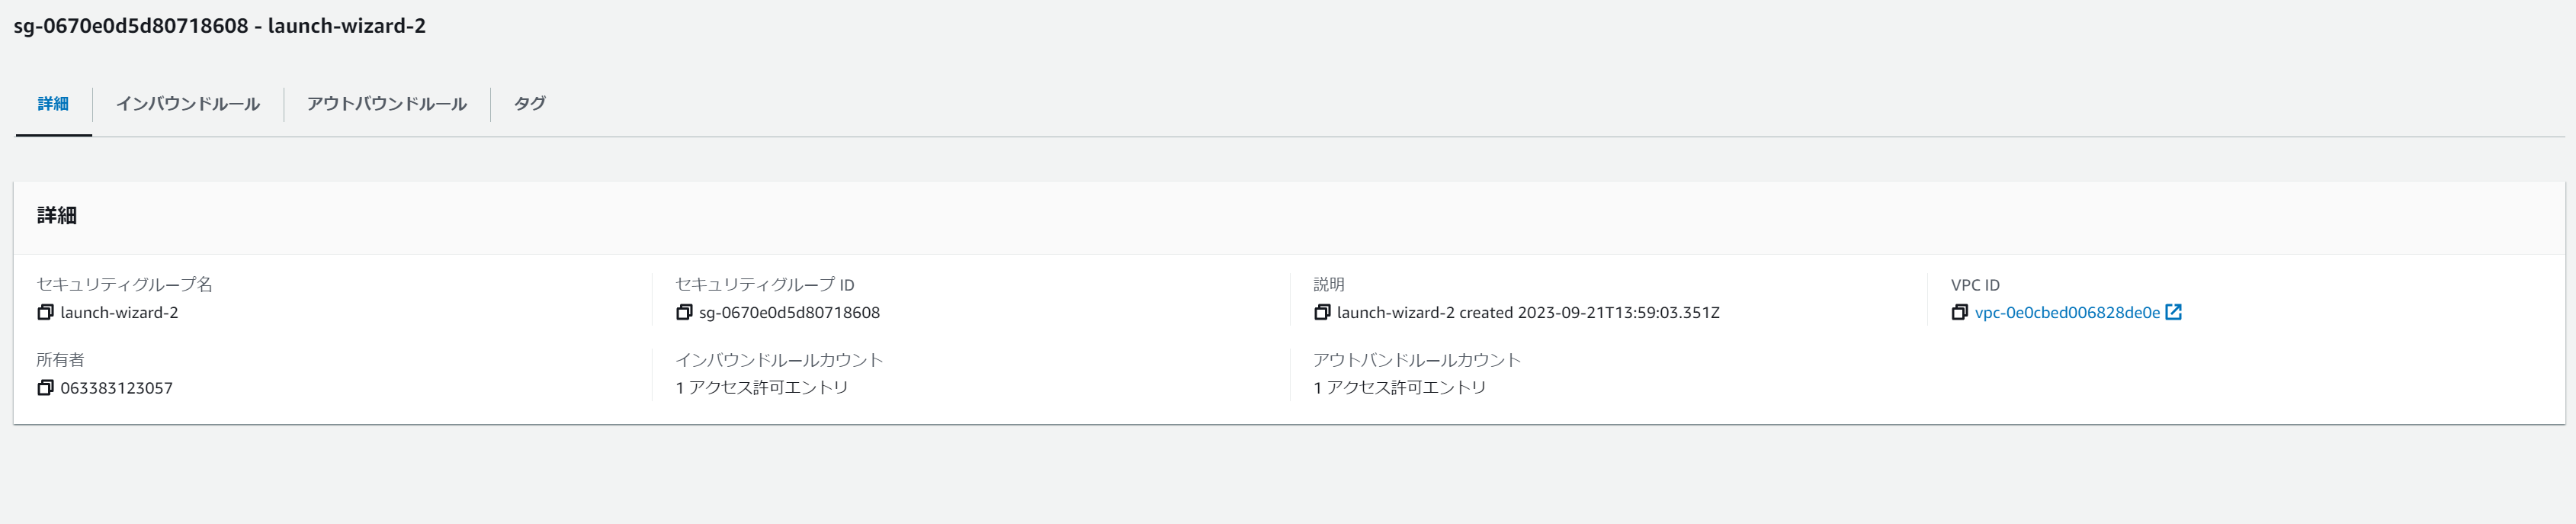 sg-0670e0d5d80718608 - launch-wizard-2
詳細 インバウンドルール アウトバウンドルール タグ
詳細
セキュリティグループ名 セキュリティグループ ID 説明 VPC ID
launch-wizard-2 sg-0670e0d5d80718608 launch-wizard-2 created 2023-09-21T13:59:03.351Z vpc-0e0cbed006828de0e
所有者 インバウンドルールカウント アウトバンドルールカウント
063383123057 1 アクセス許可エントリ 1 アクセス許可エントリ